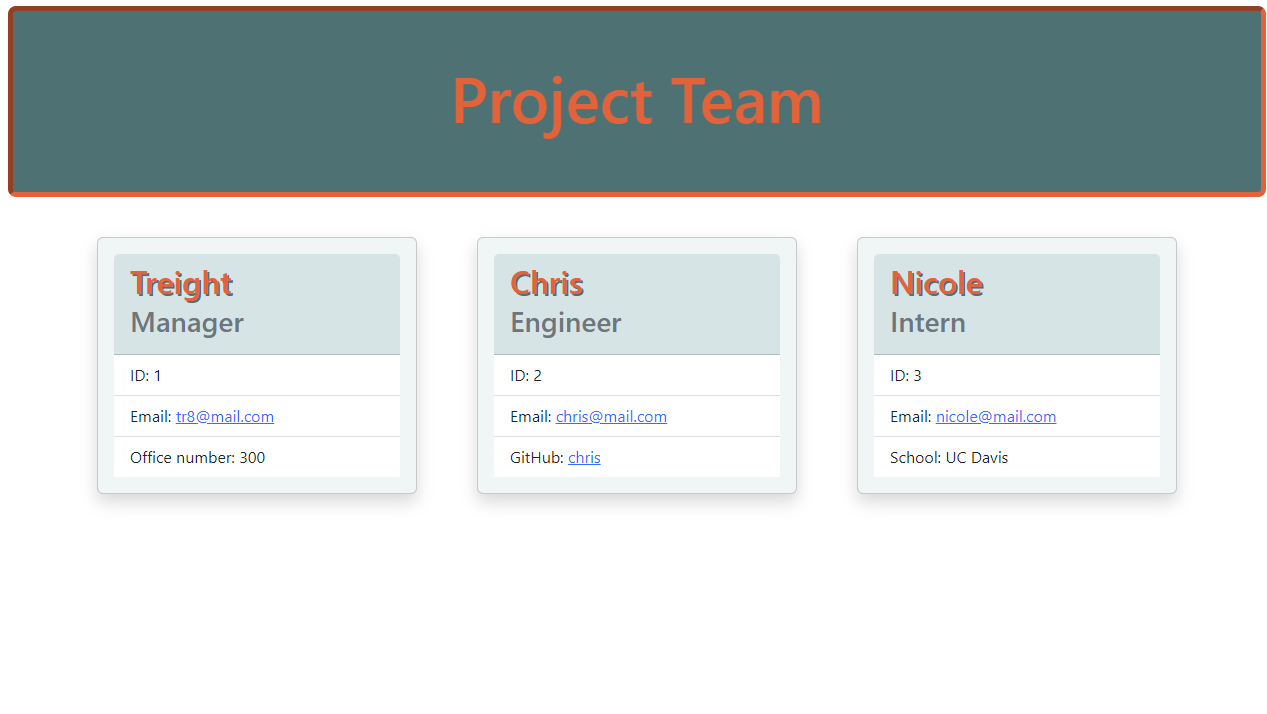 Project Team
Treight
Manager
ID: 1
Email: tr8@mail.com
Office number: 300
Chris
Engineer
ID: 2
Email: chris@mail.com
GitHub: chris
Nicole
Intern
ID: 3
Email: nicole@mail.com
School: UC Davis